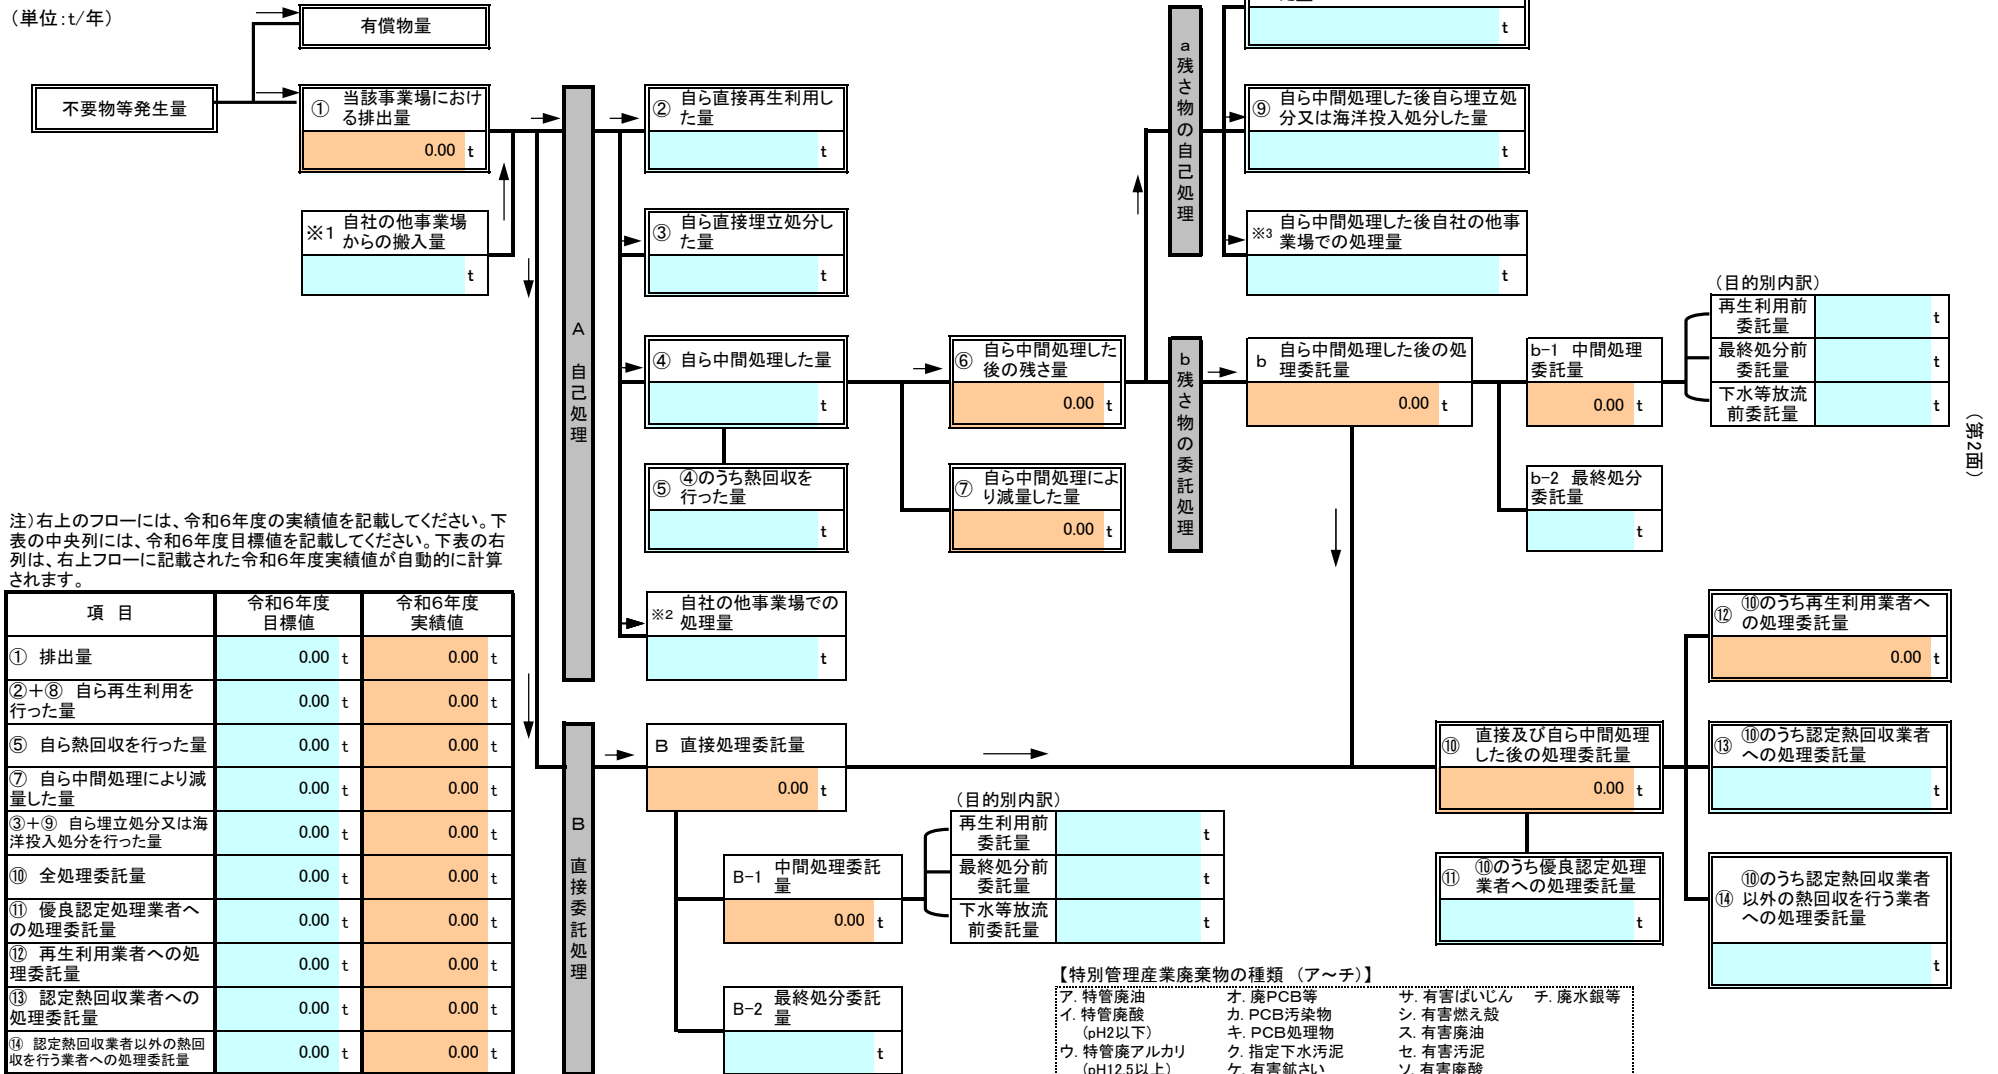 （単位：t/年）
有償物量
不要物等発生量
① 当該事業場におけ
る排出量
0.00 t
※1 自社の他事業場
からの搬入量
t
A 自己処理
② 自ら直接再生利用し
た量
t
③ 自ら直接埋立処分し
た量
t
④ 自ら中間処理した量
t
⑤ ④のうち熱回収を
行った量
t
※2 自社の他事業場での
処理量
t
⑥ 自ら中間処理した
後の残さ量
0.00 t
⑦ 自ら中間処理によ
り減量した量
0.00 t
a 残さ物の自己処理
t
⑨ 自ら中間処理した後自ら埋立処
分又は海洋投入処分した量
t
※3 自ら中間処理した後自社の他事
業場での処理量
t
b 残さ物の委託処理
b 自ら中間処理した後の処
理委託量
0.00 t
b-1 中間処理
委託量
0.00 t
（目的別内訳）
再生利用前
委託量
t
最終処分前
委託量
t
下水等放流
前委託量
t
b-2 最終処分
委託量
t
（第2面）
注）右上のフローには、令和6年度の実績値を記載してください。下
表の中央列には、令和6年度目標値を記載してください。下表の右
列は、右上フローに記載された令和6年度実績値が自動的に計算
されます。
項 目 令和6年度
目標値 令和6年度
実績値
① 排出量 0.00 t 0.00 t
②＋⑧ 自ら再生利用を
行った量 0.00 t 0.00 t
⑤ 自ら熱回収を行った量 0.00 t 0.00 t
⑦ 自ら中間処理により減
量した量 0.00 t 0.00 t
③＋⑨ 自ら埋立処分又は海
洋投入処分を行った量 0.00 t 0.00 t
⑩ 全処理委託量 0.00 t 0.00 t
⑪ 優良認定処理業者へ
の処理委託量 0.00 t 0.00 t
⑫ 再生利用業者への処
理委託量 0.00 t 0.00 t
⑬ 認定熱回収業者への
処理委託量 0.00 t 0.00 t
⑭ 認定熱回収業者以外の熱回
収を行う業者への処理委託量 0.00 t 0.00 t
B 直接委託処理
B 直接処理委託量
0.00 t
B-1 中間処理委託
量
0.00 t
（目的別内訳）
再生利用前
委託量
t
最終処分前
委託量
t
下水等放流
前委託量
t
B-2 最終処分委託
量
t
⑩ 直接及び自ら中間処理
した後の処理委託量
0.00 t
⑪ ⑩のうち優良認定処理
業者への処理委託量
t
⑫ ⑩のうち再生利用業者へ
の処理委託量
0.00 t
⑬ ⑩のうち認定熱回収業者
への処理委託量
t
⑭ ⑩のうち認定熱回収業者
以外の熱回収を行う業者
への処理委託量
t
【特別管理産業廃棄物の種類 （ア～チ）】
ア. 特管廃油 オ. 廃PCB等 サ. 有害ばいじん チ. 廃水銀等
イ. 特管廃酸 カ. PCB汚染物 シ. 有害燃え殻
（pH2以下） キ. PCB処理物 ス. 有害廃油
ウ. 特管廃アルカリ ク. 指定下水汚泥 セ. 有害汚泥
（pH12.5以上） ケ. 有害鉱さい ソ. 有害廃酸